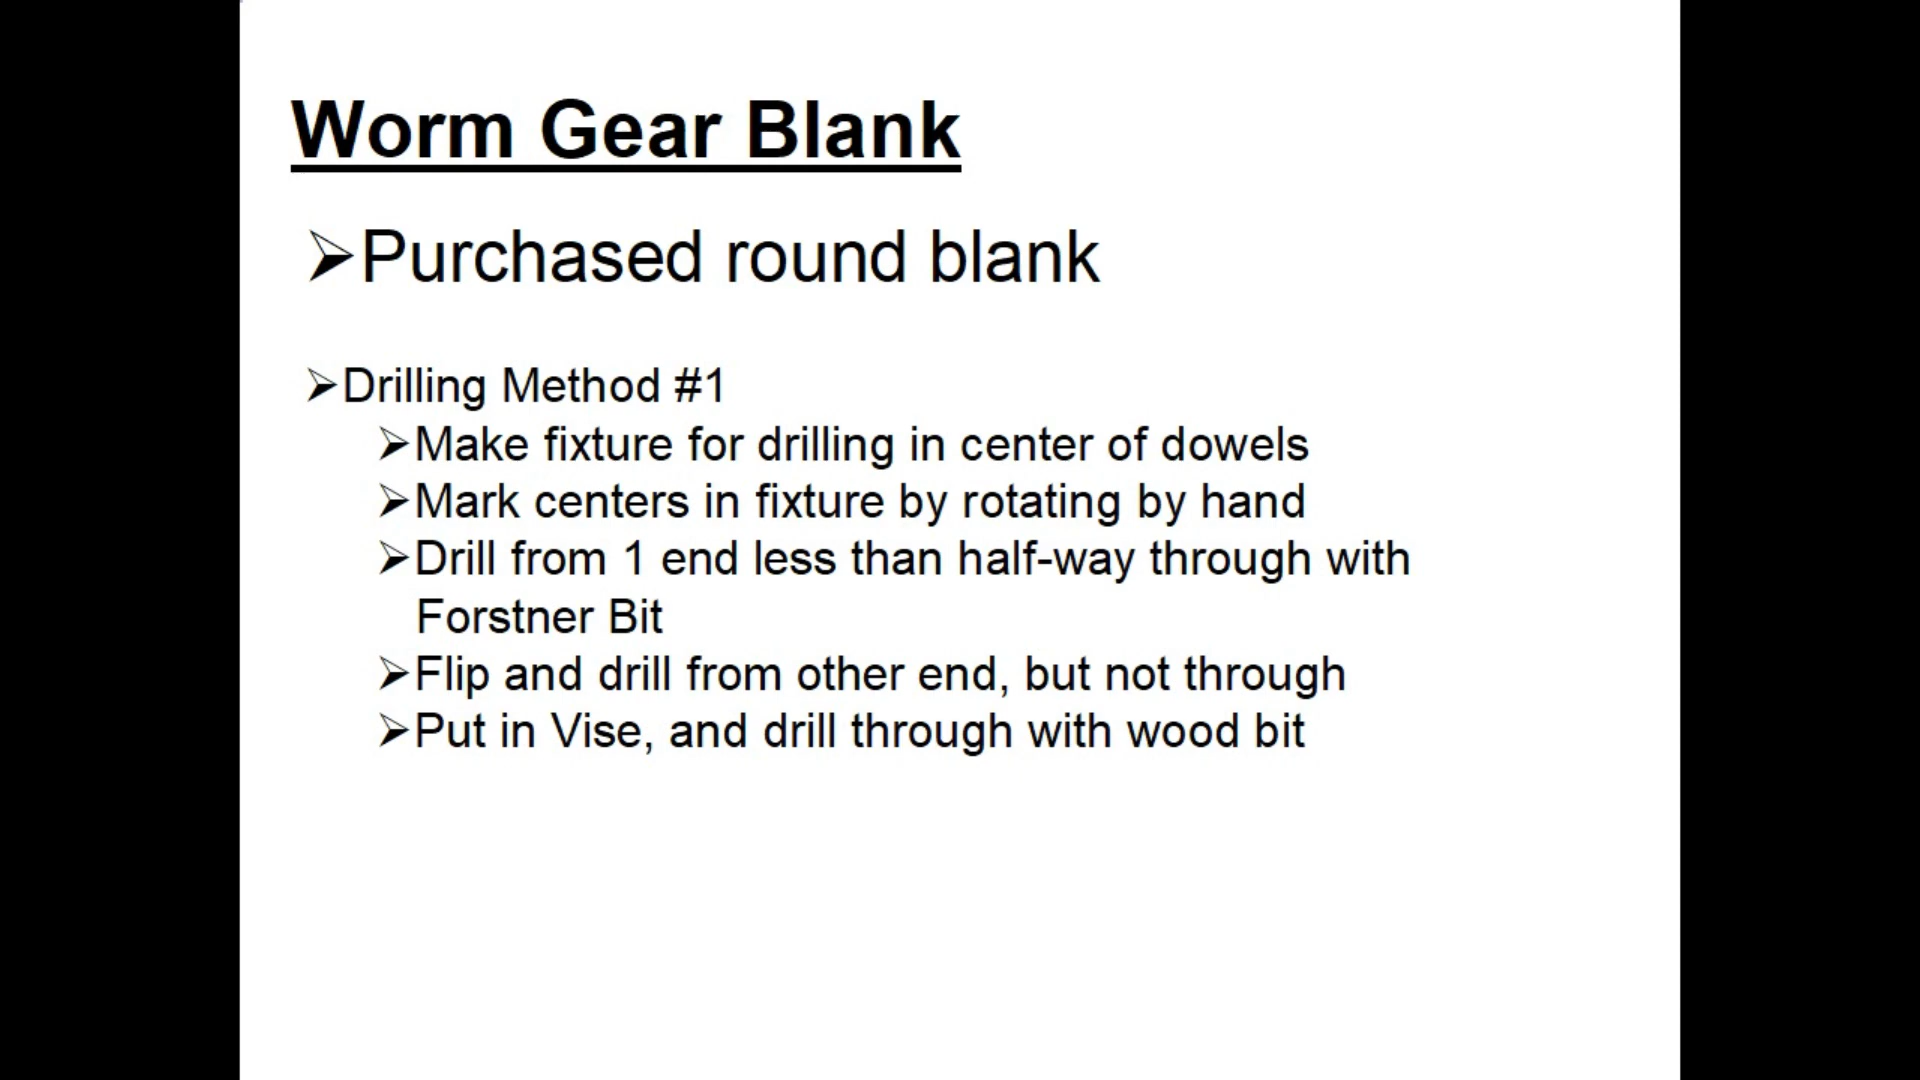 Worm Gear Blank
➢Purchased round blank
➢Drilling Method #1
➢Make fixture for drilling in center of dowels
➢Mark centers in fixture by rotating by hand
➢Drill from 1 end less than half-way through with
Forstner Bit
➢Flip and drill from other end, but not through
➢Put in Vise, and drill through with wood bit